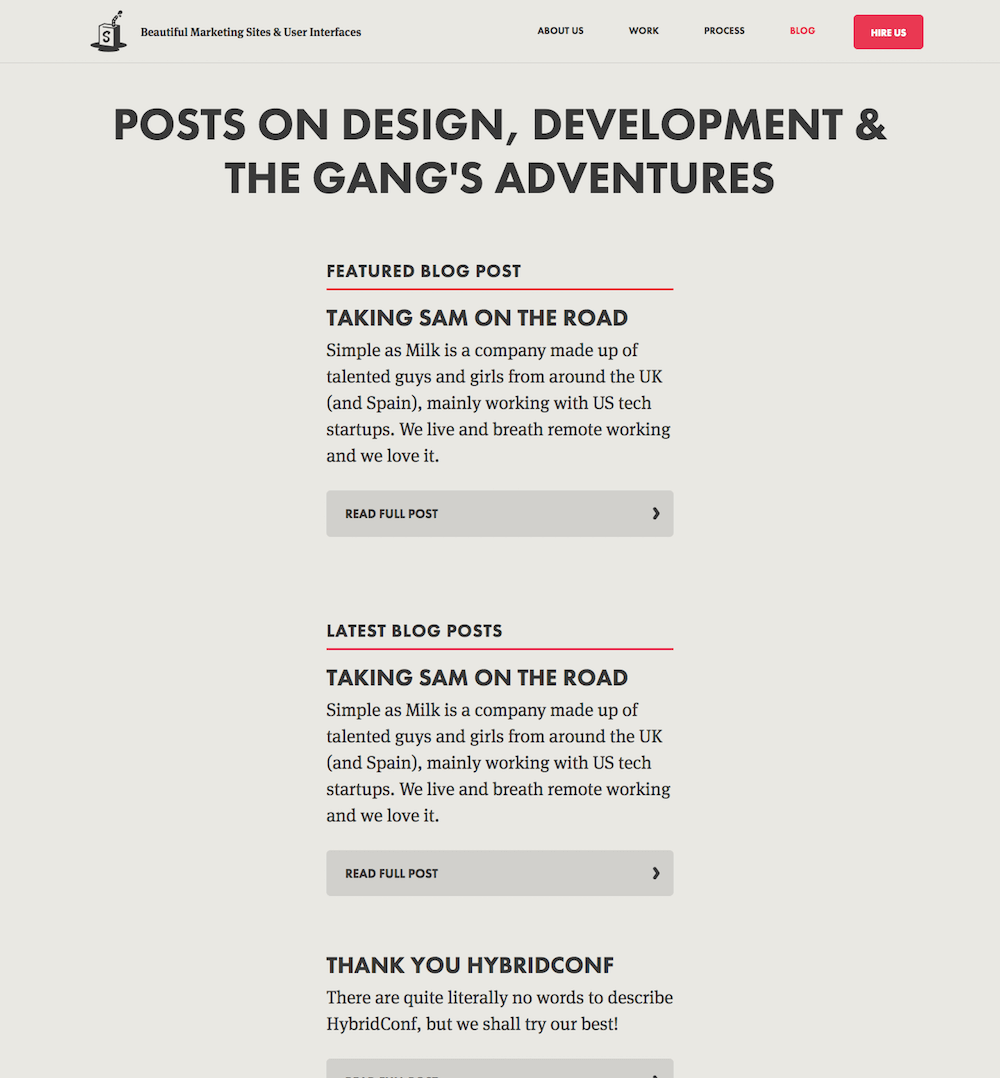 S
Beautiful Marketing Sites & User Interfaces
ABOUT US
WORK
PROCESS
BLOG
HIRE US
POSTS ON DESIGN, DEVELOPMENT &
THE GANG'S ADVENTURES
FEATURED BLOG POST
TAKING SAM ON THE ROAD
Simple as Milk is a company made up of
talented guys and girls from around the UK
(and Spain), mainly working with US tech
startups. We live and breath remote working
and we love it.
READ FULL POST
LATEST BLOG POSTS
TAKING SAM ON THE ROAD
Simple as Milk is a company made up of
talented guys and girls from around the UK
(and Spain), mainly working with US tech
startups. We live and breath remote working
and we love it.
READ FULL POST
THANK YOU HYBRIDCONF
There are quite literally no words to describe
HybridConf, but we shall try our best!